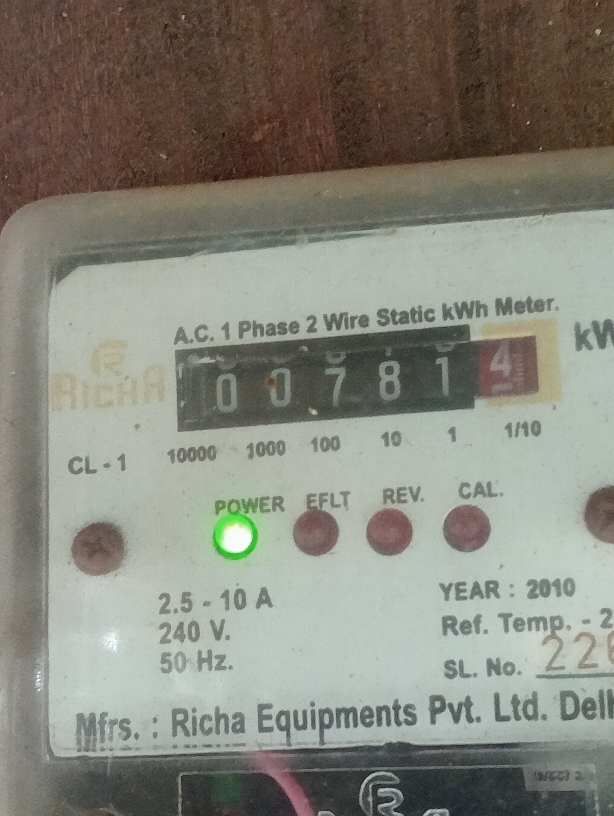 A.C. 1 Phase 2 Wire Static kWh Meter.
RICHA
0 0 7 8 1 4
kW
CL - 1
10000 1000 100 10 1 1/10
POWER EFLT REV. CAL.
2.5 - 10 A
240 V.
50 Hz.
YEAR : 2010
Ref. Temp. - 2
SL. No. 226
Mfrs. : Richa Equipments Pvt. Ltd. Delh